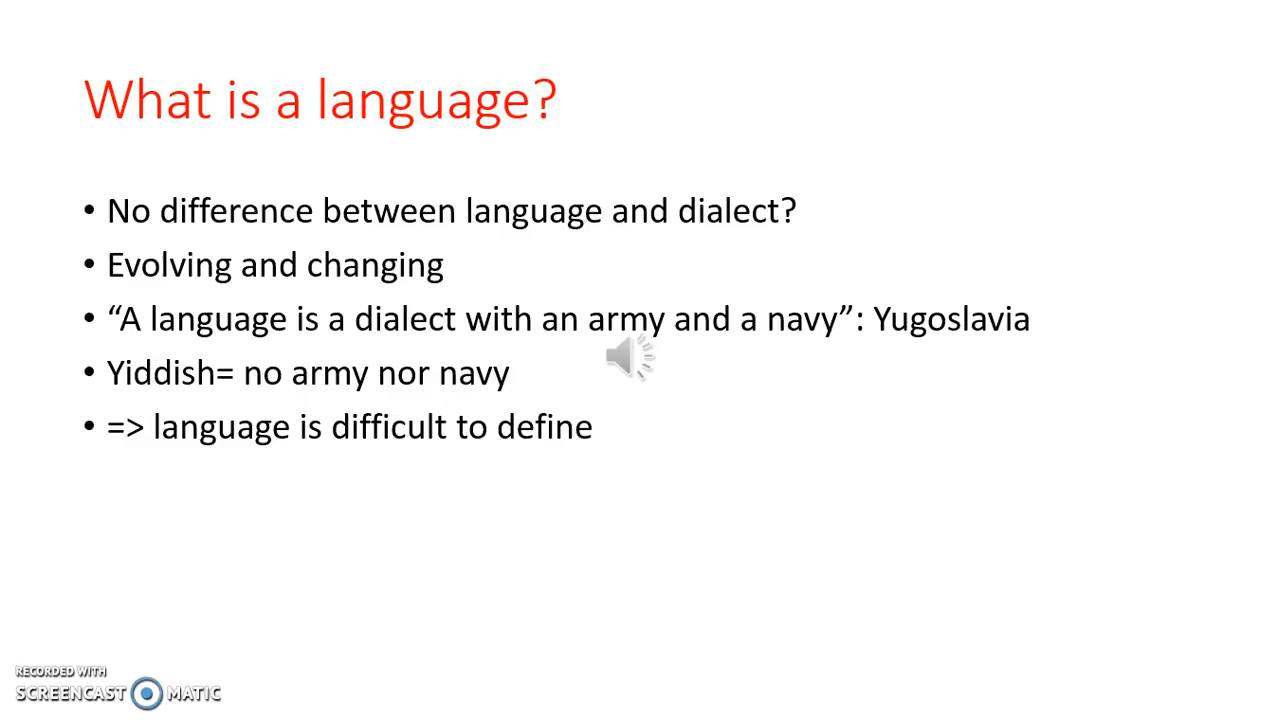 What is a language?
• No difference between language and dialect?
• Evolving and changing
• “A language is a dialect with an army and a navy”: Yugoslavia
• Yiddish= no army nor navy
• => language is difficult to define
RECORDED WITH
SCREENCAST MATIC